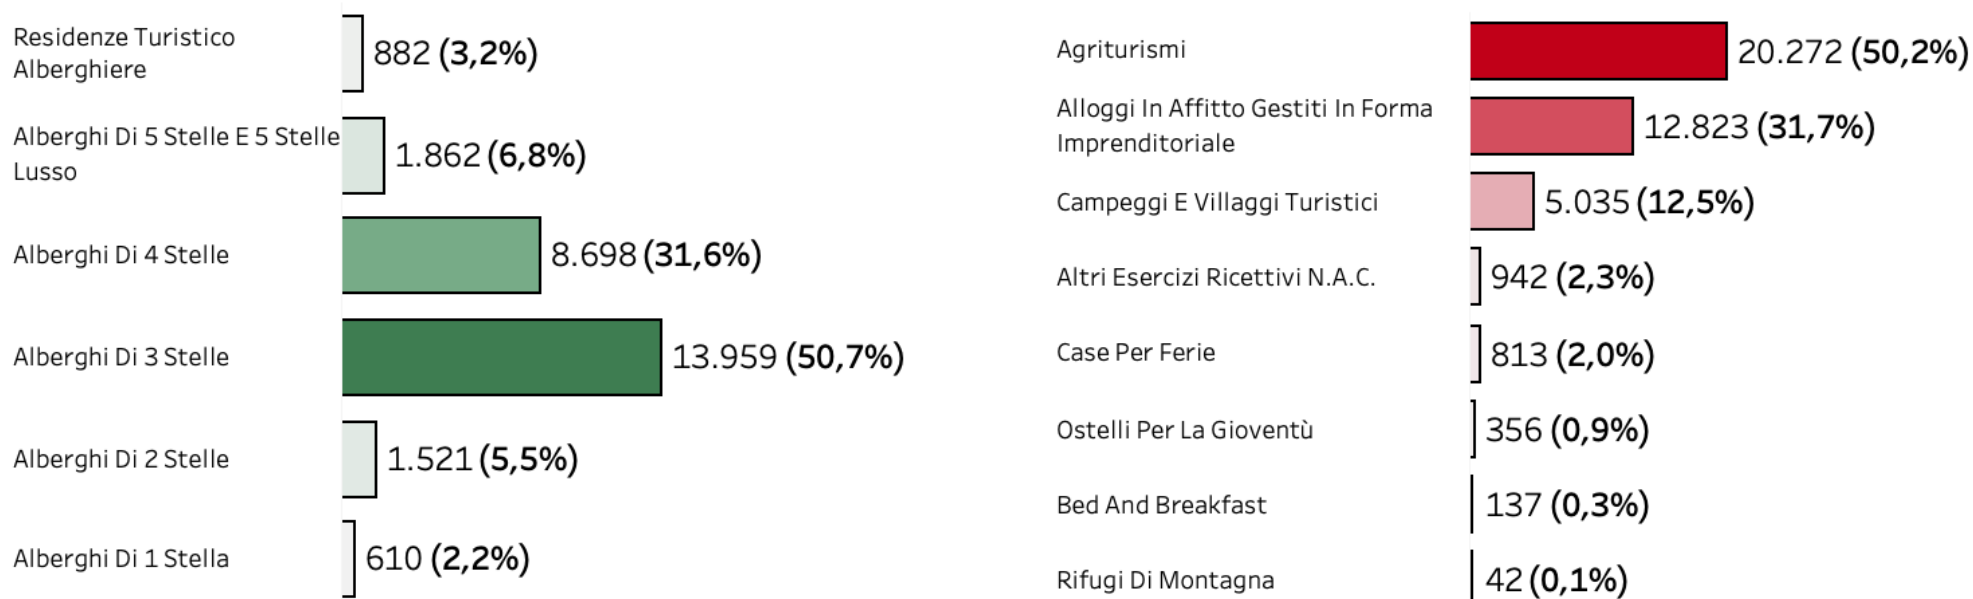 Residenze Turistico
Alberghiere
882 (3,2%)
Alberghi Di 5 Stelle E 5 Stelle
Lusso
1.862 (6,8%)
Alberghi Di 4 Stelle
8.698 (31,6%)
Alberghi Di 3 Stelle
13.959 (50,7%)
Alberghi Di 2 Stelle
1.521 (5,5%)
Alberghi Di 1 Stella
610 (2,2%)
Agriturismi
20.272 (50,2%)
Alloggi In Affitto Gestiti In Forma
Imprenditoriale
12.823 (31,7%)
Campeggi E Villaggi Turistici
5.035 (12,5%)
Altri Esercizi Ricettivi N.A.C.
942 (2,3%)
Case Per Ferie
813 (2,0%)
Ostelli Per La Gioventù
356 (0,9%)
Bed And Breakfast
137 (0,3%)
Rifugi Di Montagna
42 (0,1%)